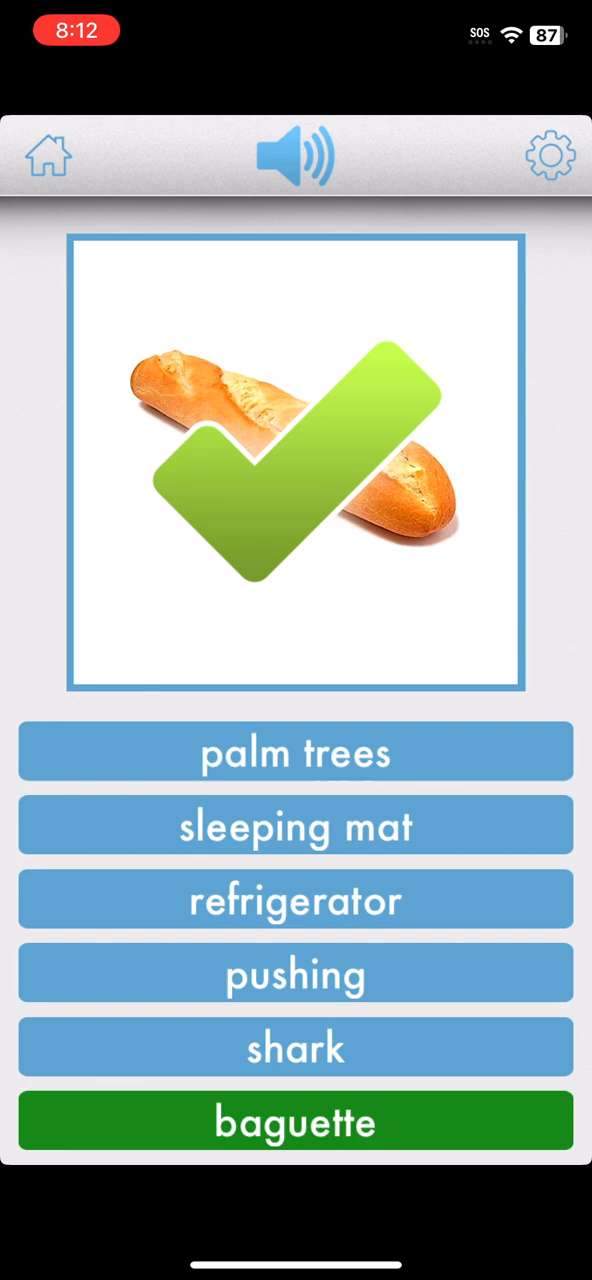 8:12
SOS
87
palm trees
sleeping mat
refrigerator
pushing
shark
baguette